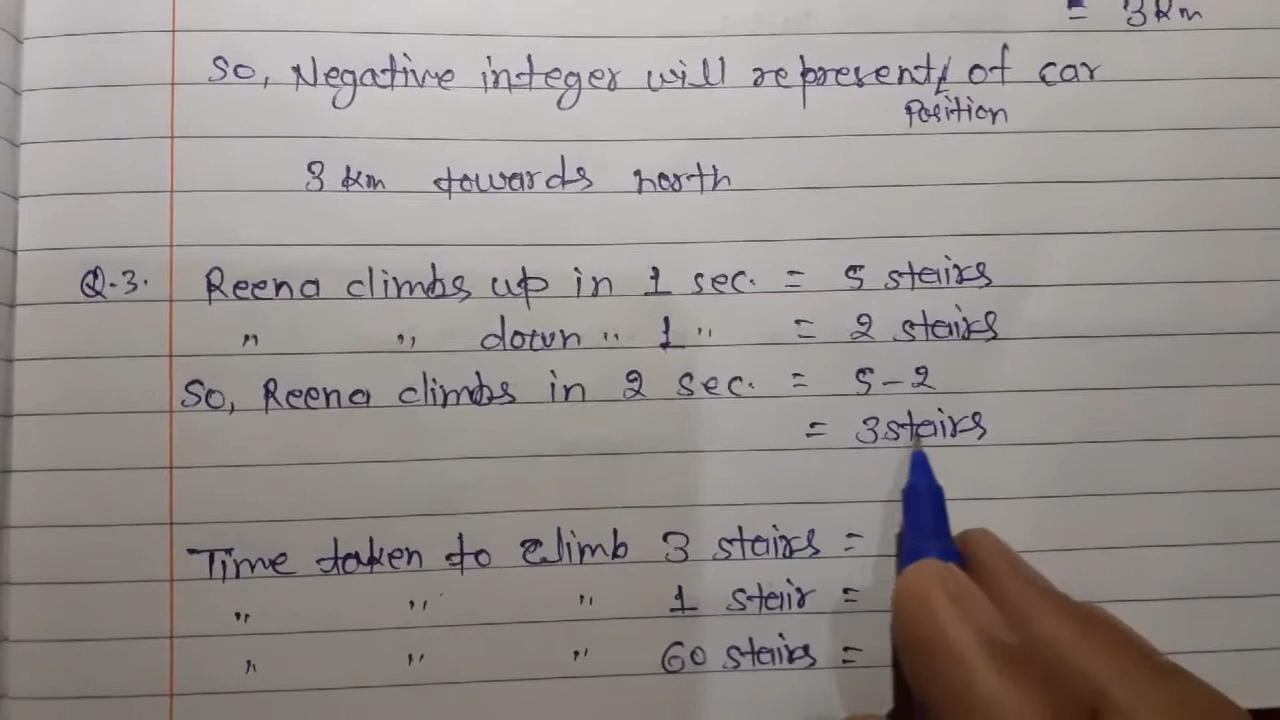 = 3 km
So, Negative integer will represent of car
Position
3 km towards north
Q.3. Reena climbs up in 1 sec. = 5 stairs
" " down " 1 " = 2 stairs
So, Reena climbs in 2 sec. = 5-2
= 3 stairs
Time taken to climb 3 stairs =
" " " 1 stair =
" " " 60 stairs =